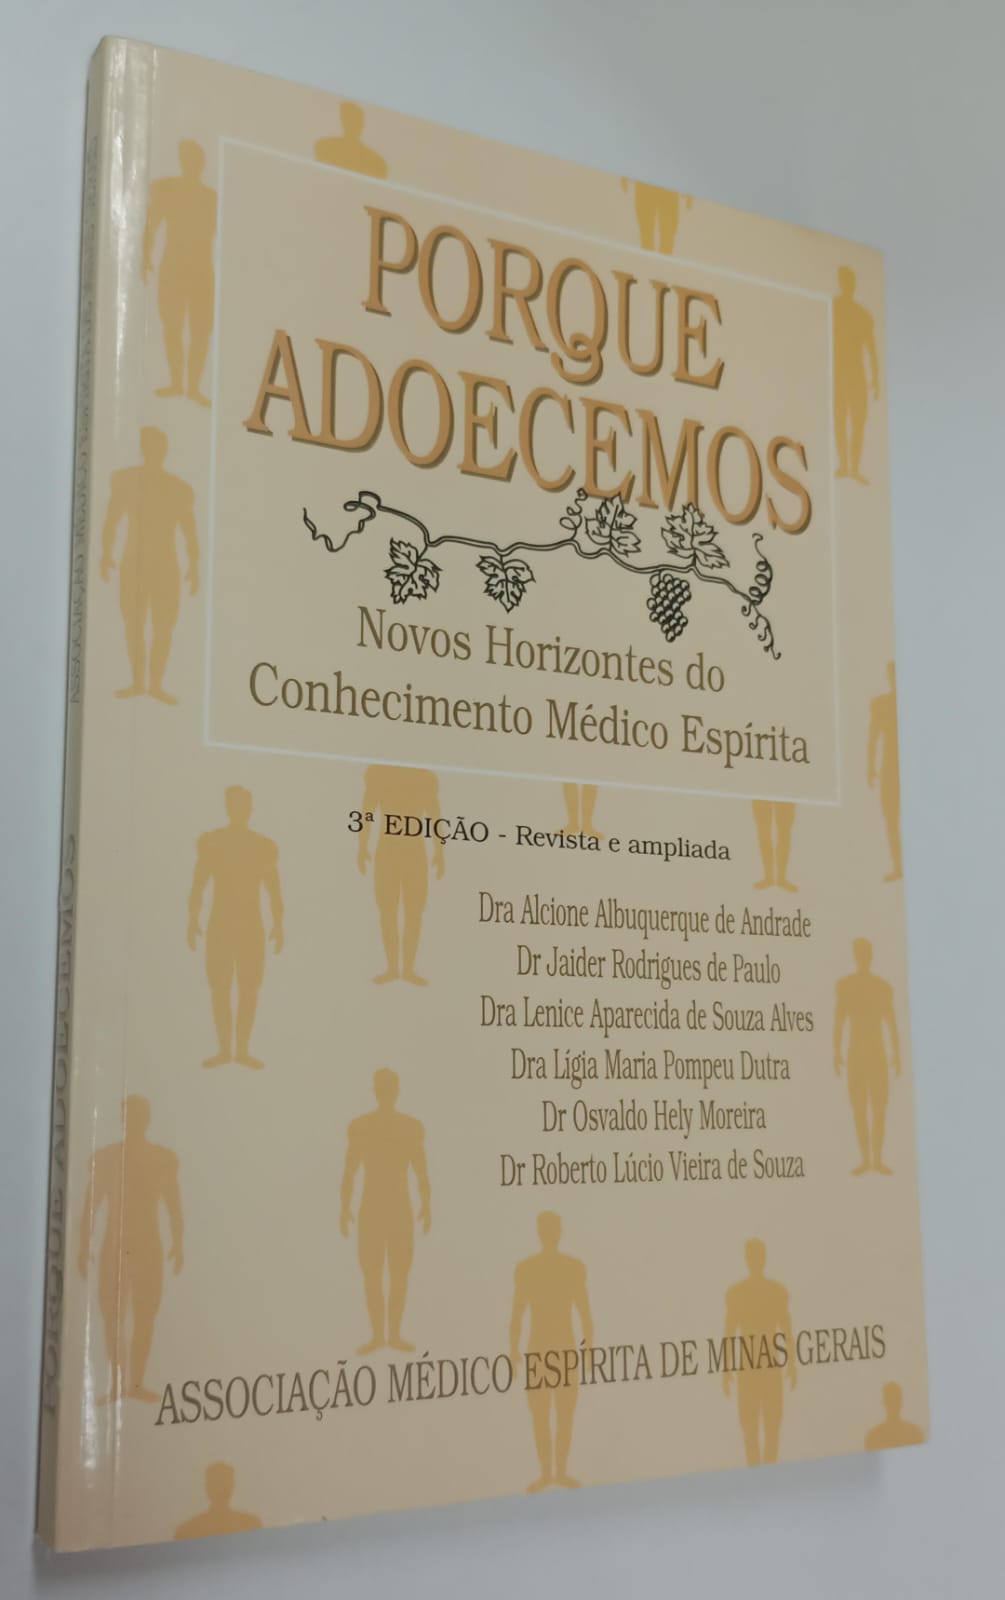 PORQUE
ADOECEMOS
Novos Horizontes do
Conhecimento Médico Espírita
3ª EDIÇÃO - Revista e ampliada
Dra Alcione Albuquerque de Andrade
Dr Jaider Rodrigues de Paulo
Dra Lenice Aparecida de Souza Alves
Dra Lígia Maria Pompeu Dutra
Dr Osvaldo Hely Moreira
Dr Roberto Lúcio Vieira de Souza
ASSOCIAÇÃO MÉDICO ESPÍRITA DE MINAS GERAIS
PORQUE ADOECEMOS